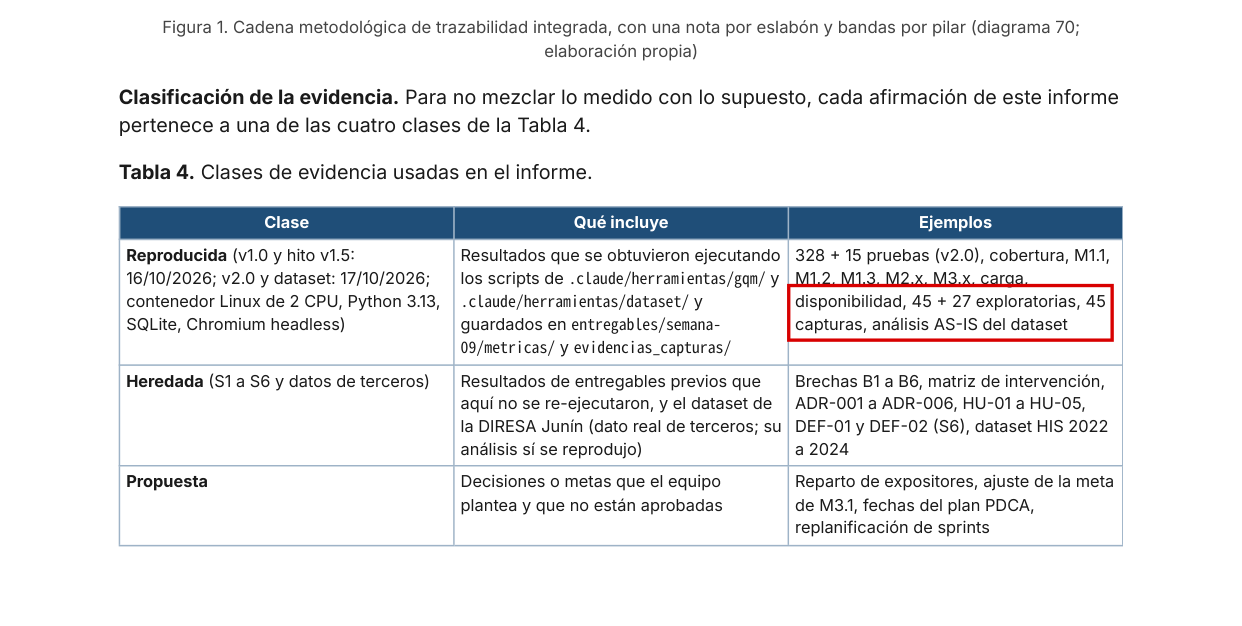 Figura 1. Cadena metodológica de trazabilidad integrada, con una nota por eslabón y bandas por pilar (diagrama 70;
elaboración propia)
Clasificación de la evidencia. Para no mezclar lo medido con lo supuesto, cada afirmación de este informe
pertenece a una de las cuatro clases de la Tabla 4.
Tabla 4. Clases de evidencia usadas en el informe.
Clase
Qué incluye
Ejemplos
Reproducida (v1.0 y hito v1.5:
16/10/2026; v2.0 y dataset: 17/10/2026;
contenedor Linux de 2 CPU, Python 3.13,
SQLite, Chromium headless)
Resultados que se obtuvieron ejecutando
los scripts de .claude/herramientas/gqm/ y
.claude/herramientas/dataset/ y
guardados en entregables/semana-
09/metricas/ y evidencias_capturas/
328 + 15 pruebas (v2.0), cobertura, M1.1,
M1.2, M1.3, M2.x, M3.x, carga,
disponibilidad, 45 + 27 exploratorias, 45
capturas, análisis AS-IS del dataset
Heredada (S1 a S6 y datos de terceros)
Resultados de entregables previos que
aquí no se re-ejecutaron, y el dataset de
la DIRESA Junín (dato real de terceros; su
análisis sí se reprodujo)
Brechas B1 a B6, matriz de intervención,
ADR-001 a ADR-006, HU-01 a HU-05,
DEF-01 y DEF-02 (S6), dataset HIS 2022
a 2024
Propuesta
Decisiones o metas que el equipo
plantea y que no están aprobadas
Reparto de expositores, ajuste de la meta
de M3.1, fechas del plan PDCA,
replanificación de sprints